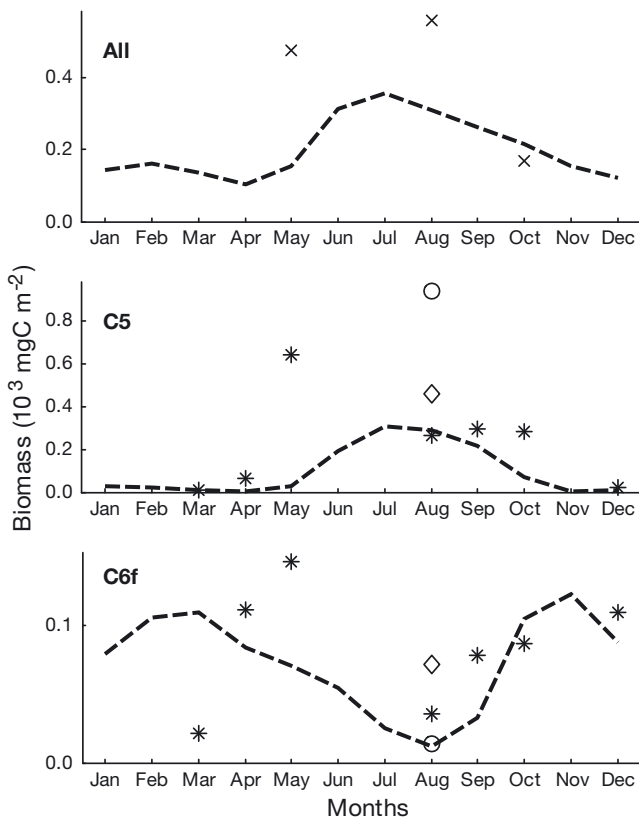 All
0.4
0.2
0.0
Jan Feb Mar Apr May Jun Jul Aug Sep Oct Nov Dec
Biomass (10³ mgC m⁻²)
C5
0.8
0.6
0.4
0.2
0.0
Jan Feb Mar Apr May Jun Jul Aug Sep Oct Nov Dec
C6f
0.1
0.0
Jan Feb Mar Apr May Jun Jul Aug Sep Oct Nov Dec
Months